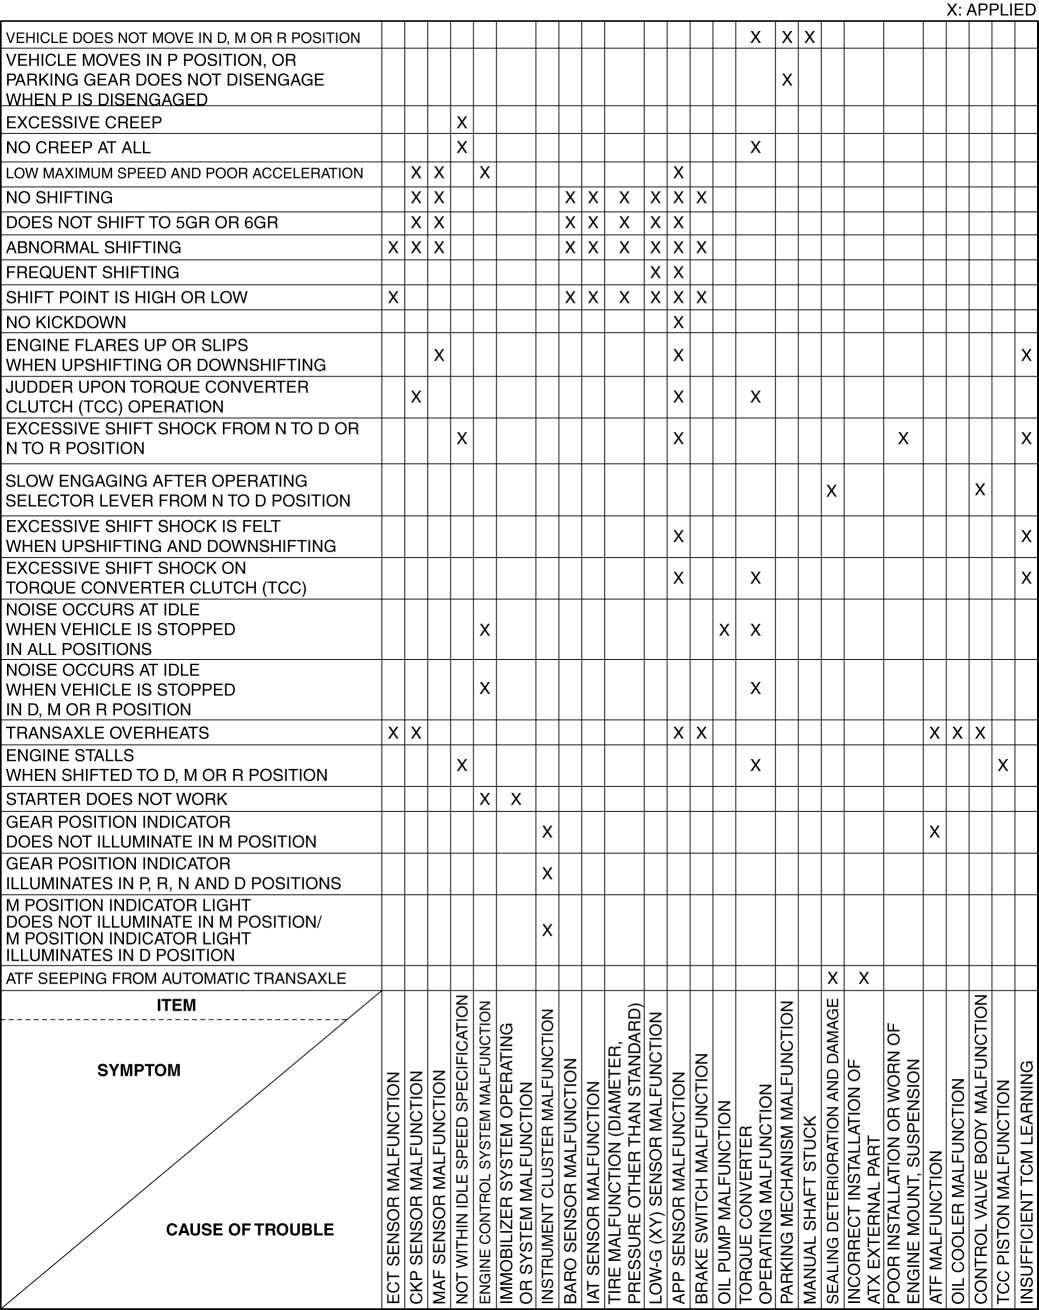 X: APPLIED
VEHICLE DOES NOT MOVE IN D, M OR R POSITION X X X
VEHICLE MOVES IN P POSITION, OR
PARKING GEAR DOES NOT DISENGAGE X
WHEN P IS DISENGAGED
EXCESSIVE CREEP X
NO CREEP AT ALL X X
LOW MAXIMUM SPEED AND POOR ACCELERATION X X X X
NO SHIFTING X X X X X X X X
DOES NOT SHIFT TO 5GR OR 6GR X X X X X X X
ABNORMAL SHIFTING X X X X X X X X X
FREQUENT SHIFTING X X
SHIFT POINT IS HIGH OR LOW X X X X X X X
NO KICKDOWN X
ENGINE FLARES UP OR SLIPS
WHEN UPSHIFTING OR DOWNSHIFTING X X X
JUDDER UPON TORQUE CONVERTER
CLUTCH (TCC) OPERATION X X X
EXCESSIVE SHIFT SHOCK FROM N TO D OR
N TO R POSITION X X X X
SLOW ENGAGING AFTER OPERATING
SELECTOR LEVER FROM N TO D POSITION X X
EXCESSIVE SHIFT SHOCK IS FELT
WHEN UPSHIFTING AND DOWNSHIFTING X X
EXCESSIVE SHIFT SHOCK ON
TORQUE CONVERTER CLUTCH (TCC) X X X
NOISE OCCURS AT IDLE
WHEN VEHICLE IS STOPPED X X X
IN ALL POSITIONS
NOISE OCCURS AT IDLE
WHEN VEHICLE IS STOPPED X X
IN D, M OR R POSITION
TRANSAXLE OVERHEATS X X X X X X X
ENGINE STALLS
WHEN SHIFTED TO D, M OR R POSITION X X X
STARTER DOES NOT WORK X X
GEAR POSITION INDICATOR
DOES NOT ILLUMINATE IN M POSITION X X
GEAR POSITION INDICATOR
ILLUMINATES IN P, R, N AND D POSITIONS X
M POSITION INDICATOR LIGHT
DOES NOT ILLUMINATE IN M POSITION/
M POSITION INDICATOR LIGHT X
ILLUMINATES IN D POSITION
ATF SEEPING FROM AUTOMATIC TRANSAXLE X X
ITEM
SYMPTOM
CAUSE OF TROUBLE
ECT SENSOR MALFUNCTION
CKP SENSOR MALFUNCTION
MAF SENSOR MALFUNCTION
NOT WITHIN IDLE SPEED SPECIFICATION
ENGINE CONTROL SYSTEM MALFUNCTION
IMMOBILIZER SYSTEM OPERATING
OR SYSTEM MALFUNCTION
INSTRUMENT CLUSTER MALFUNCTION
BARO SENSOR MALFUNCTION
IAT SENSOR MALFUNCTION
TIRE MALFUNCTION (DIAMETER,
PRESSURE OTHER THAN STANDARD)
LOW-G (XY) SENSOR MALFUNCTION
APP SENSOR MALFUNCTION
BRAKE SWITCH MALFUNCTION
OIL PUMP MALFUNCTION
TORQUE CONVERTER
OPERATING MALFUNCTION
PARKING MECHANISM MALFUNCTION
MANUAL SHAFT STUCK
SEALING DETERIORATION AND DAMAGE
INCORRECT INSTALLATION OF
ATX EXTERNAL PART
POOR INSTALLATION OR WORN OF
ENGINE MOUNT, SUSPENSION
ATF MALFUNCTION
OIL COOLER MALFUNCTION
CONTROL VALVE BODY MALFUNCTION
TCC PISTON MALFUNCTION
INSUFFICIENT TCM LEARNING